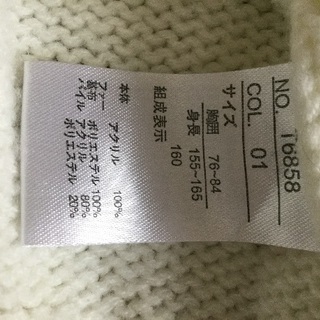 NO. T6858
COL. 01
サイズ
胸囲 76~84
身長 155~165
160
組成表示
本体 アクリル 100%
ファー
基布 ポリエステル 100%
パイル アクリル 80%
ポリエステル 20%